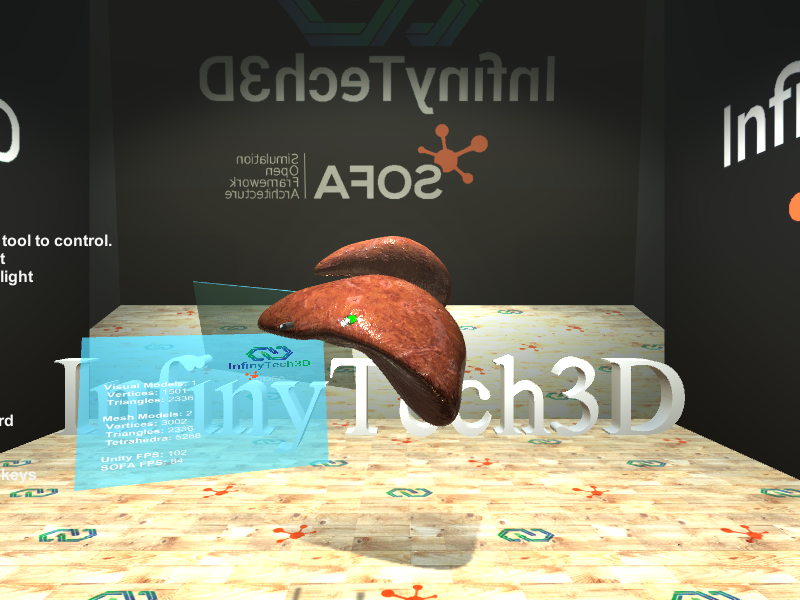 InfinyTech3D
Infi
Simulation
Open
Framework
Architecture
SOFA
tool to control.
t
light
InfinyTech3D
InfinyTech3D
Visual Models: 1
Vertices: 1501
Triangles: 2336
Mesh Models: 2
Vertices: 3002
Triangles: 2336
Tetrahedra: 5268
Unity FPS: 102
SOFA FPS: 84
rd
keys